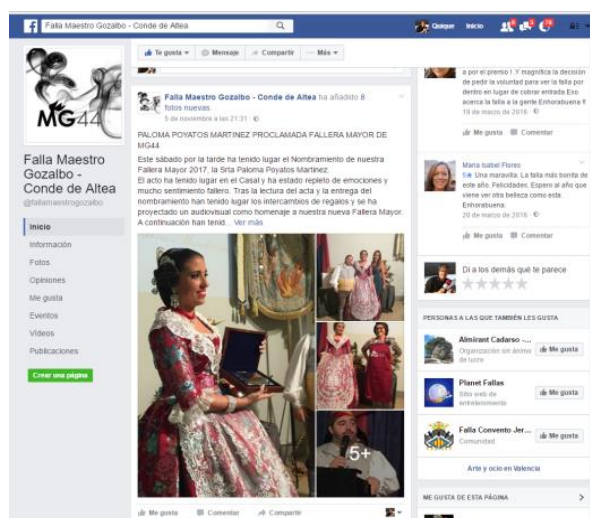 Falla Maestro Gozalbo - Conde de Altea
Quique
Inicio
Te gusta
Mensaje
Compartir
Más
MG44
Falla Maestro
Gozalbo -
Conde de Altea
@fallamaestrogozalbo
Inicio
Información
Fotos
Opiniones
Me gusta
Eventos
Vídeos
Publicaciones
Crear una página
Falla Maestro Gozalbo - Conde de Altea ha añadido 8
fotos nuevas.
5 de noviembre a las 21:31
PALOMA POYATOS MARTINEZ PROCLAMADA FALLERA MAYOR DE
MG44
Este sábado por la tarde ha tenido lugar el Nombramiento de nuestra
Fallera Mayor 2017, la Srta Paloma Poyatos Martínez.
El acto ha tenido lugar en el Casal y ha estado repleto de emociones y
mucho sentimiento fallero. Tras la lectura del acta y la entrega del
nombramiento han tenido lugar los intercambios de regalos y se ha
proyectado un audiovisual como homenaje a nuestra nueva Fallera Mayor.
A continuación han tenid... Ver más
5+
Me gusta
Comentar
Compartir
a por el premio ! Y magnifica la decisión
de pedir la voluntad para ver la falla por
dentro en lugar de cobrar entrada Eso
acerca la falla a la gente Enhorabuena !!
19 de marzo de 2016
Me gusta
Comentar
Maria Isabel Flores
5★ Una maravilla. La falla más bonita de
este año. Felicidades. Espero al año que
viene ver otra belleza como esta.
Enhorabuena.
20 de marzo de 2016
Me gusta
Comentar
Di a los demás qué te parece
PERSONAS A LAS QUE TAMBIÉN LES GUSTA
Almirant Cadarso -...
Organización sin ánimo
de lucro
Me gusta
Planet Fallas
Sitio web de
entretenimiento
Me gusta
Falla Convento Jer...
Comunidad
Me gusta
Arte y ocio en Valencia
ME GUSTA DE ESTA PÁGINA